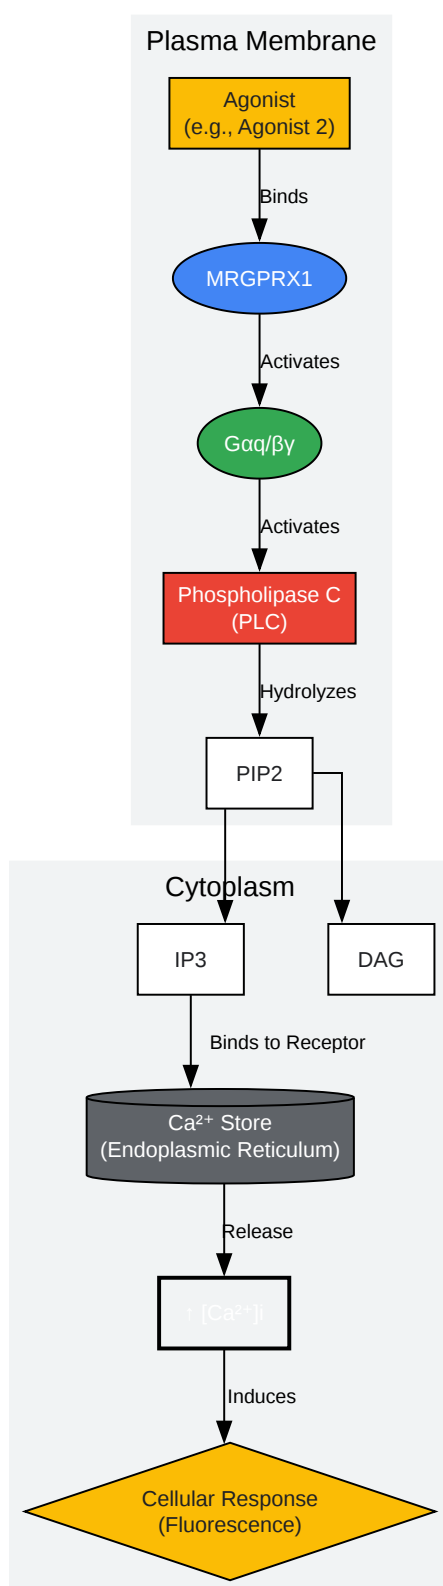 Plasma Membrane
Agonist
(e.g., Agonist 2)
Binds
MRGPRX1
Activates
Gαq/βγ
Activates
Phospholipase C
(PLC)
Hydrolyzes
PIP2
Cytoplasm
IP3
DAG
Binds to Receptor
Ca²⁺ Store
(Endoplasmic Reticulum)
Release
↑ [Ca²⁺]i
Induces
Cellular Response
(Fluorescence)